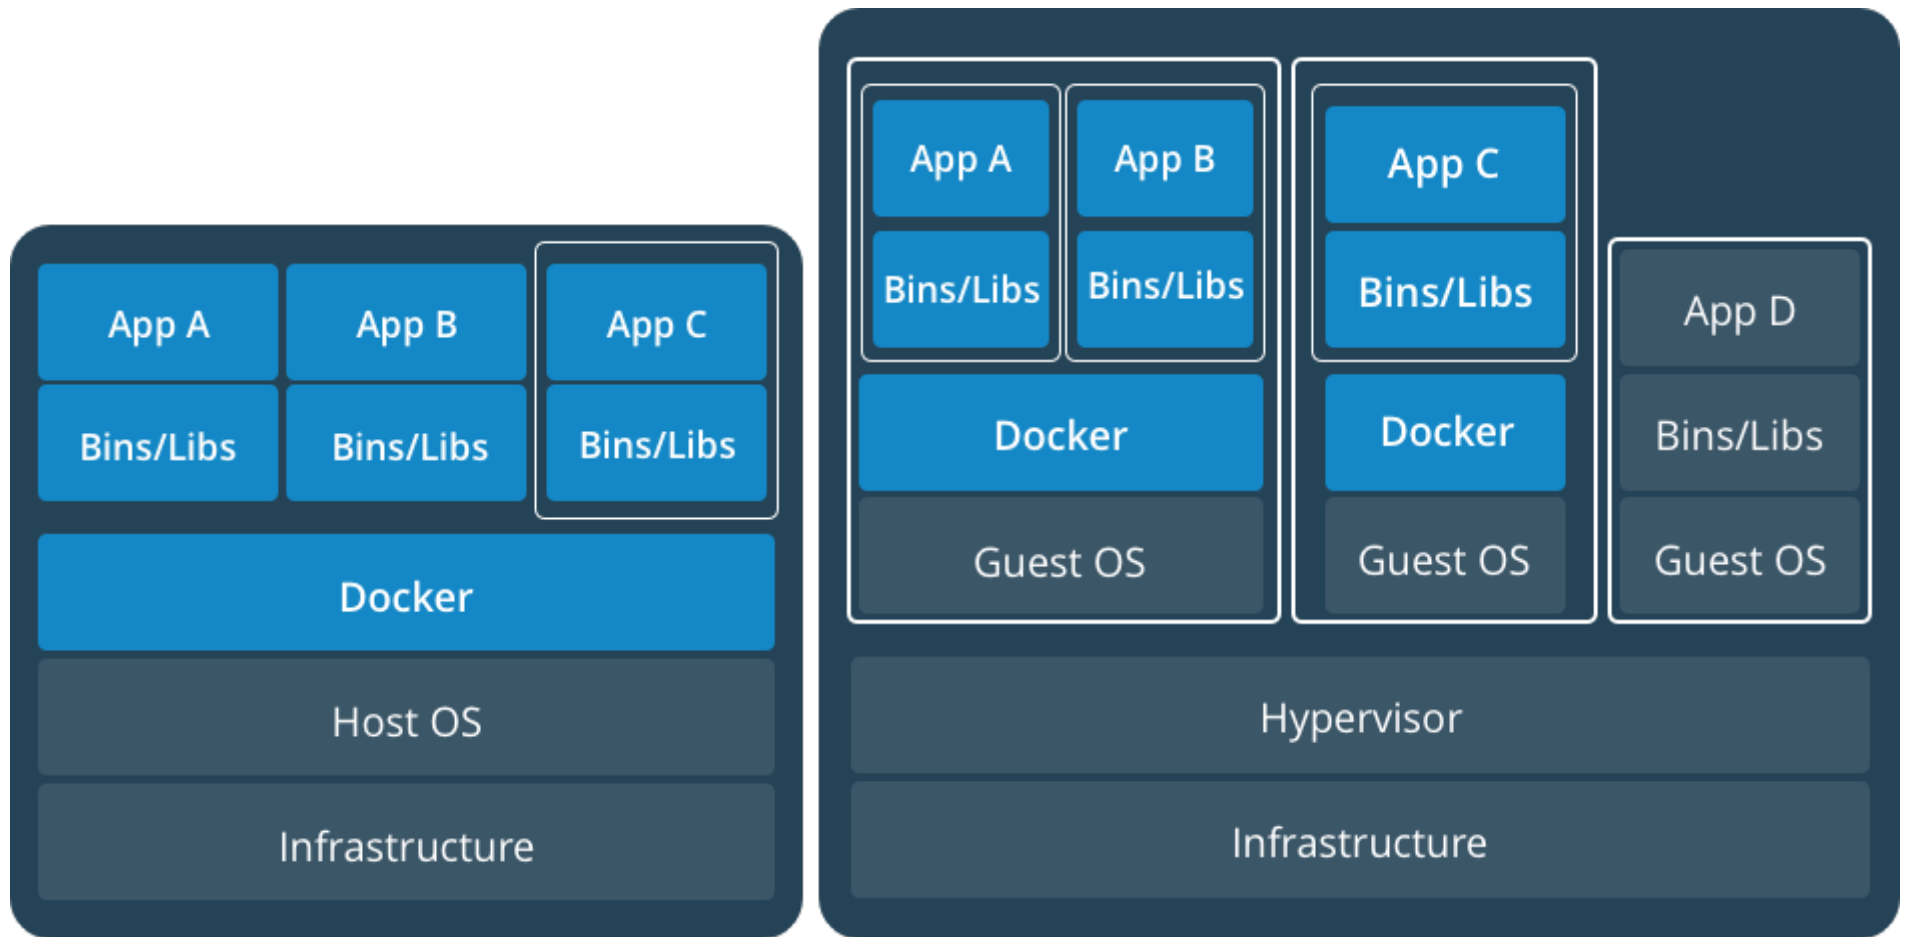 App A
App B
App C
Bins/Libs
Bins/Libs
Bins/Libs
Docker
Host OS
Infrastructure
App A
App B
Bins/Libs
Bins/Libs
Docker
Guest OS
App C
Bins/Libs
Docker
Guest OS
App D
Bins/Libs
Guest OS
Hypervisor
Infrastructure